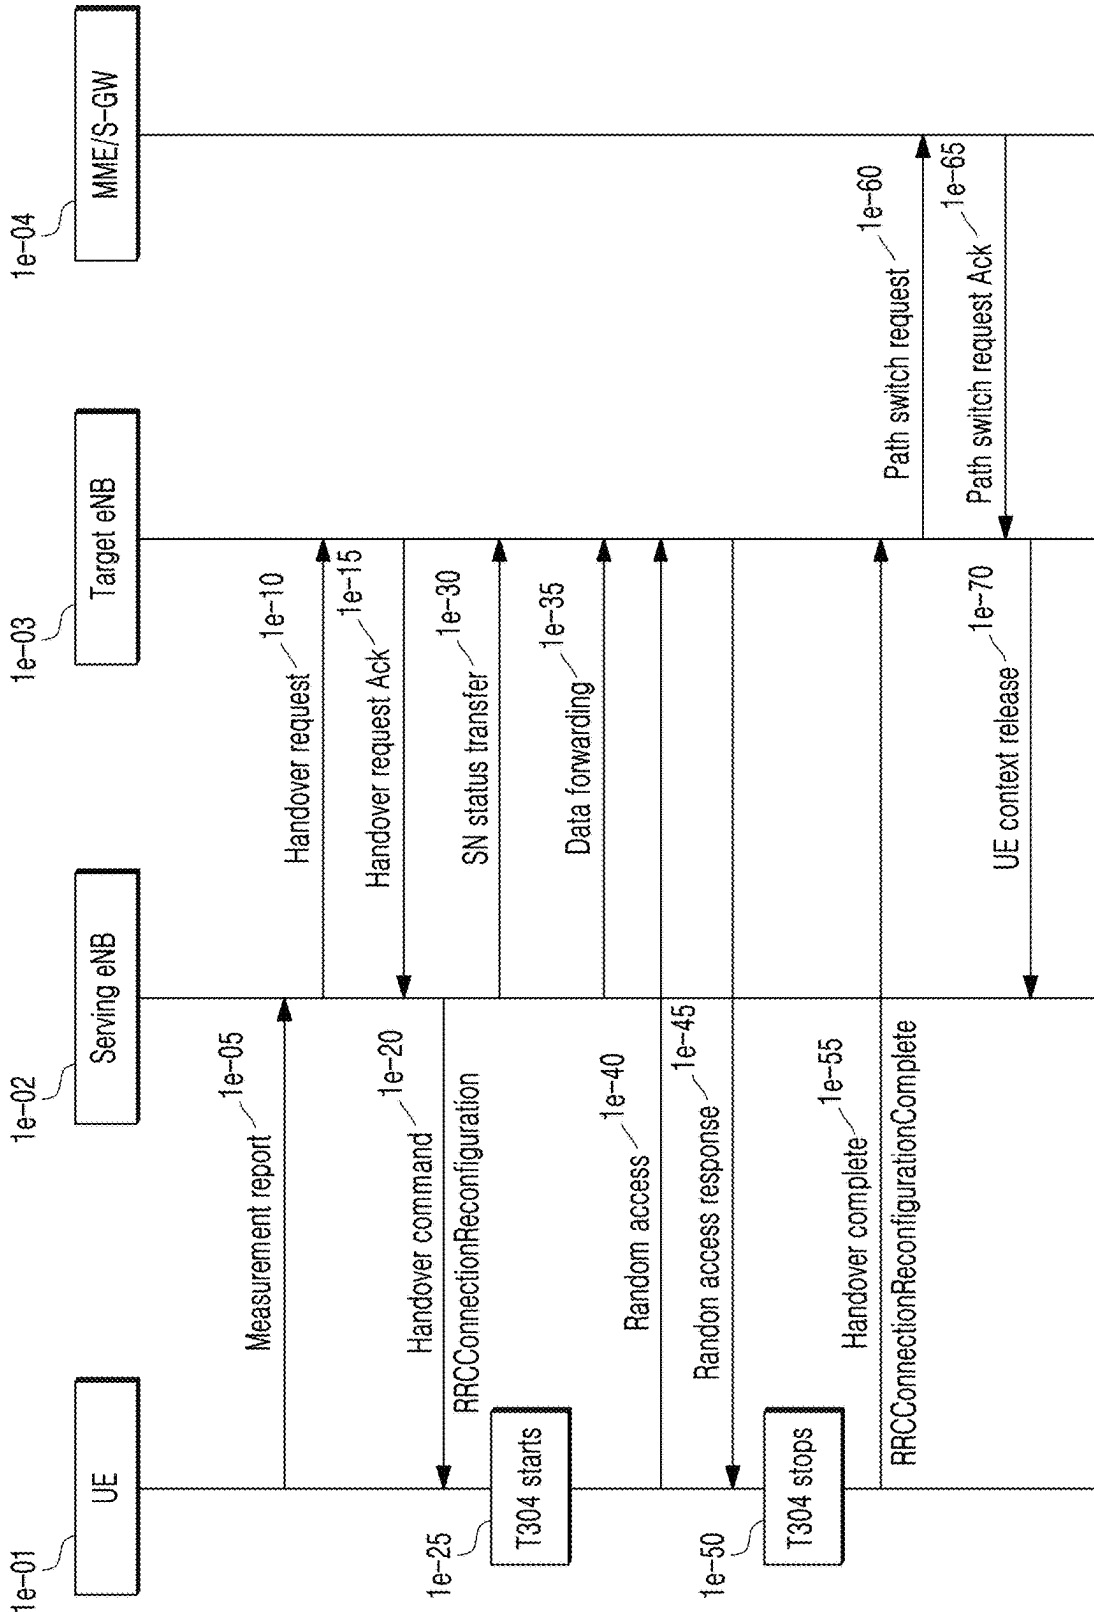 1e-01
UE
1e-02
Serving eNB
1e-03
Target eNB
1e-04
MME/S-GW
Measurement report
1e-05
Handover request
1e-10
Handover request Ack
1e-15
Handover command
1e-20
RRCConnectionReconfiguration
1e-25
T304 starts
SN status transfer
1e-30
Data forwarding
1e-35
Random access
1e-40
Randon access response
1e-45
1e-50
T304 stops
Handover complete
1e-55
RRCConnectionReconfigurationComplete
Path switch request
1e-60
Path switch request Ack
1e-65
UE context release
1e-70